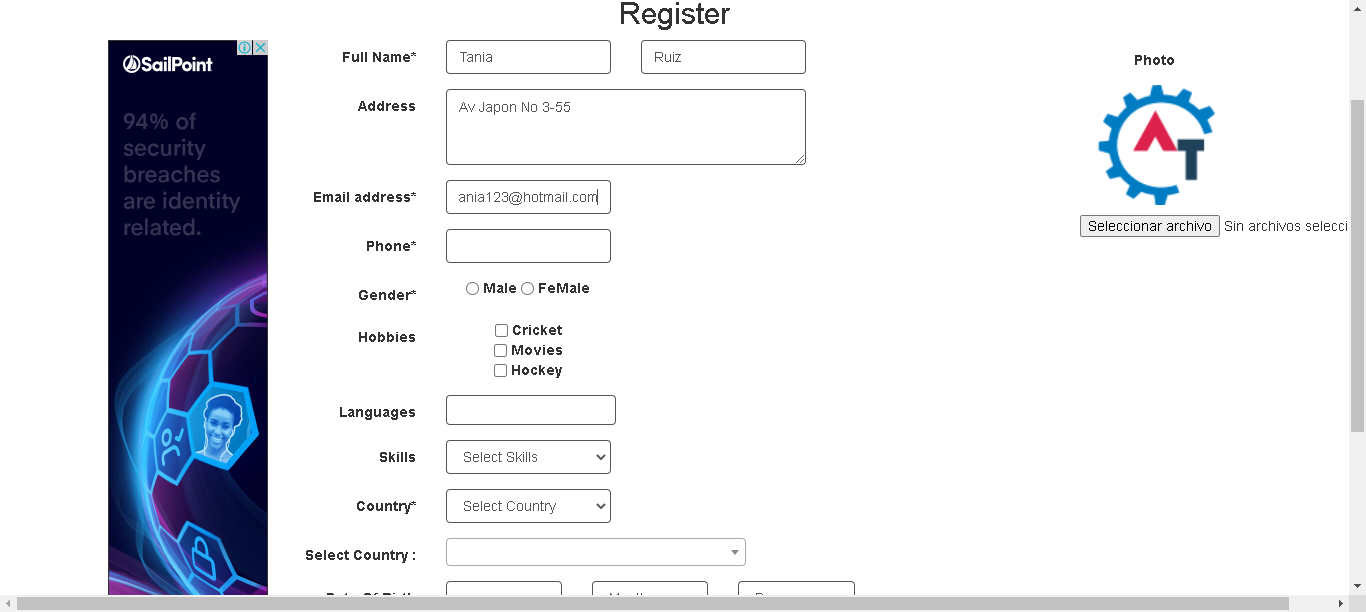 Register
SailPoint
94% of
security
breaches
are identity
related.
Full Name*
Tania
Ruiz
Address
Av Japon No 3-55
Email address*
ania123@hotmail.com
Phone*
Gender*
Male
FeMale
Hobbies
Cricket
Movies
Hockey
Languages
Skills
Select Skills
Country*
Select Country
Select Country :
Photo
AT
Seleccionar archivo
Sin archivos selecci